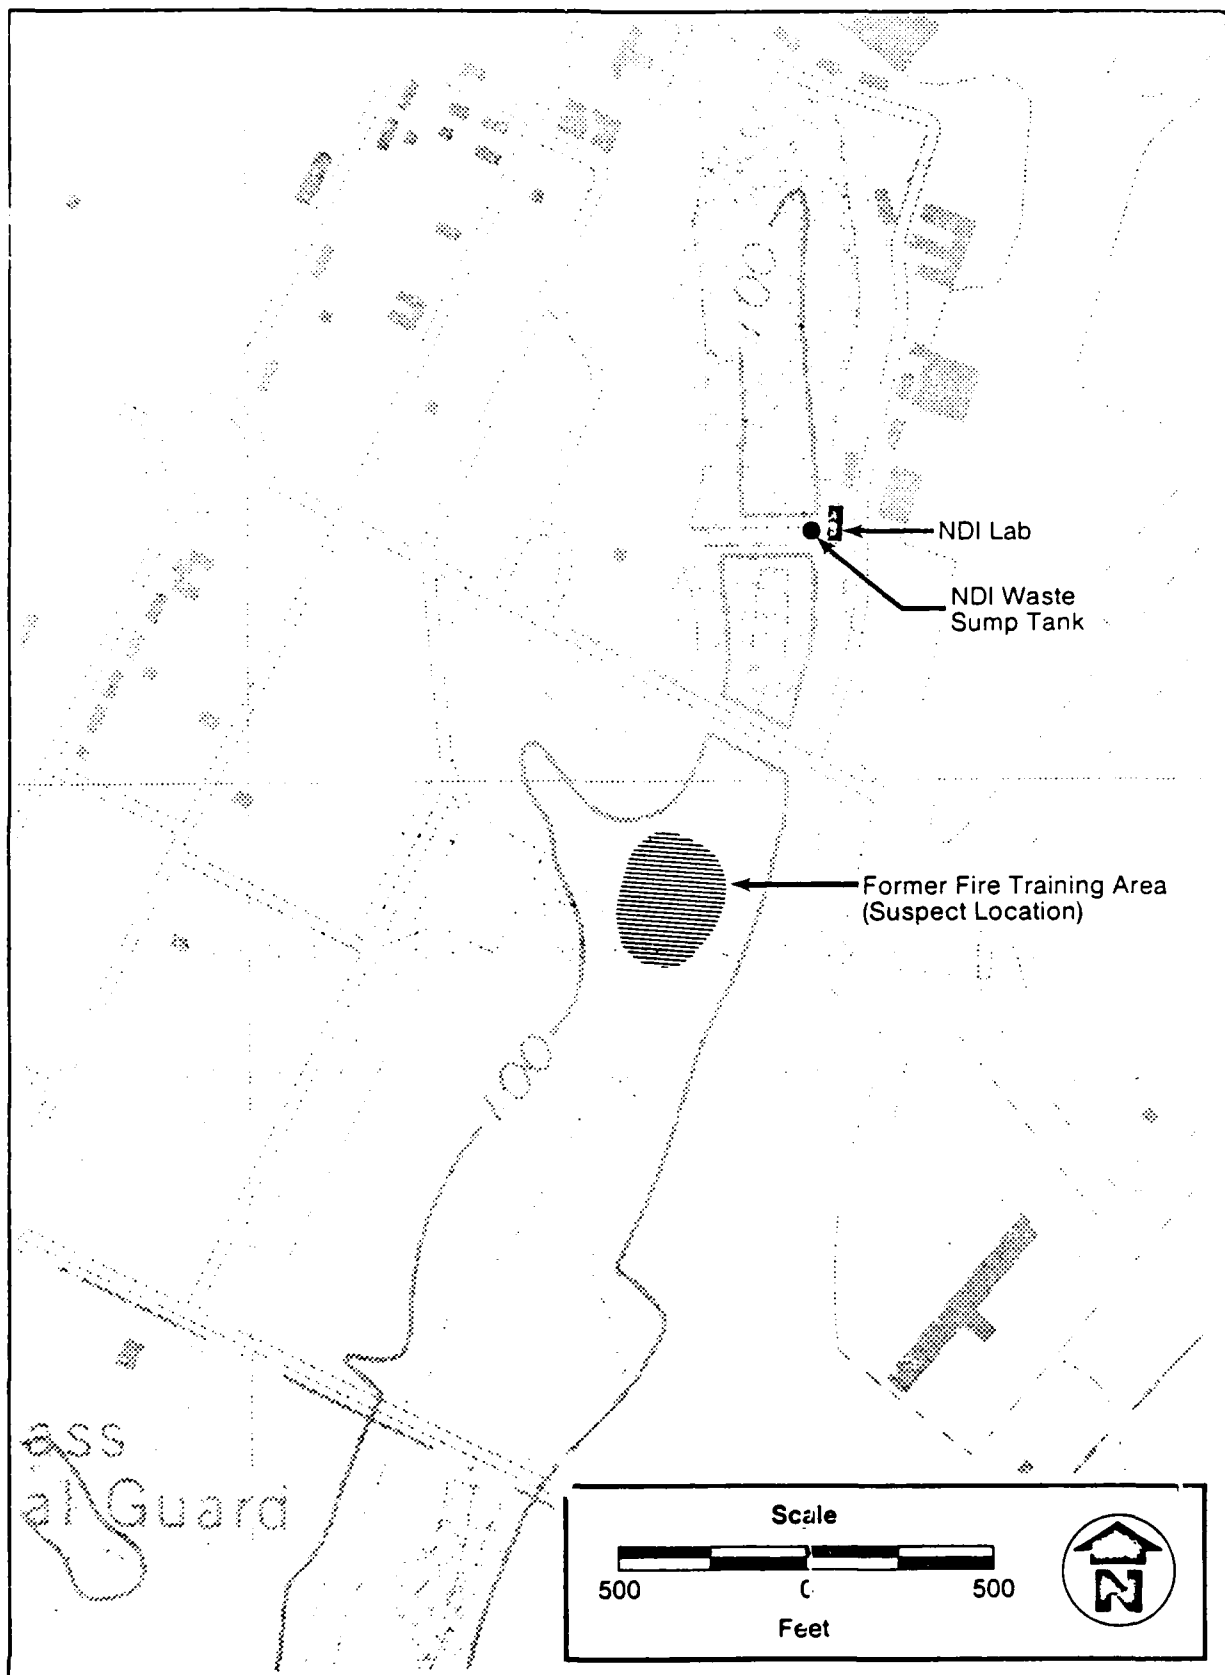 100
NDI Lab
NDI Waste
Sump Tank
Former Fire Training Area
(Suspect Location)
100
ass
al Guard
Scale
500 0 500
Feet
N